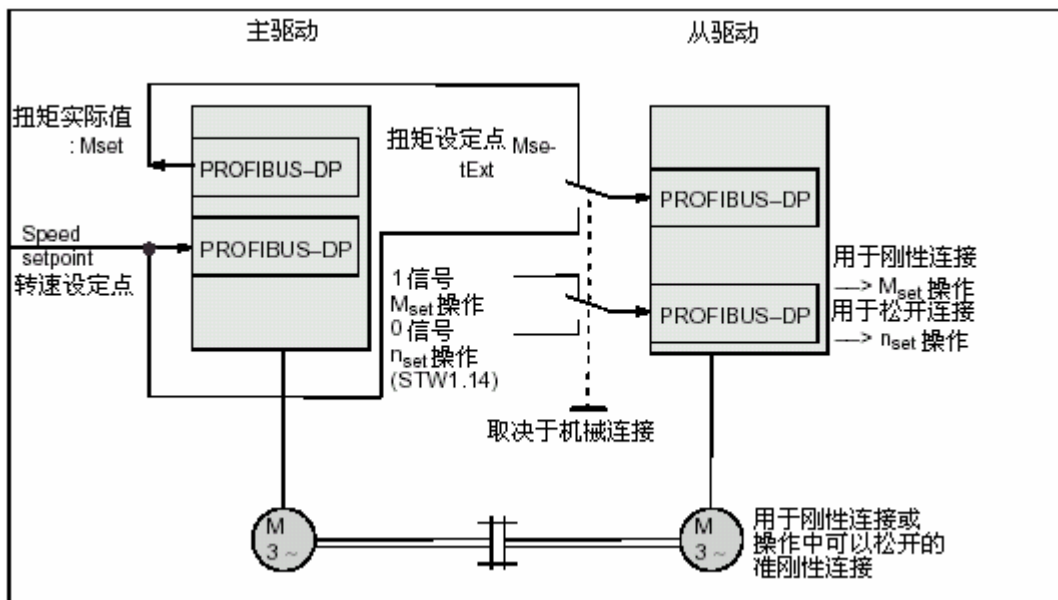 主驱动
从驱动
扭矩实际值
: Mset
PROFIBUS–DP
扭矩设定点 Mse-
tExt
PROFIBUS–DP
Speed
setpoint
转速设定点
PROFIBUS–DP
1 信号
Mset 操作
0 信号
nset 操作
(STW1.14)
PROFIBUS–DP
用于刚性连接
—> Mset 操作
用于松开连接
—> nset 操作
取决于机械连接
M
3 ~
M
3 ~
用于刚性连接或
操作中可以松开的
准刚性连接